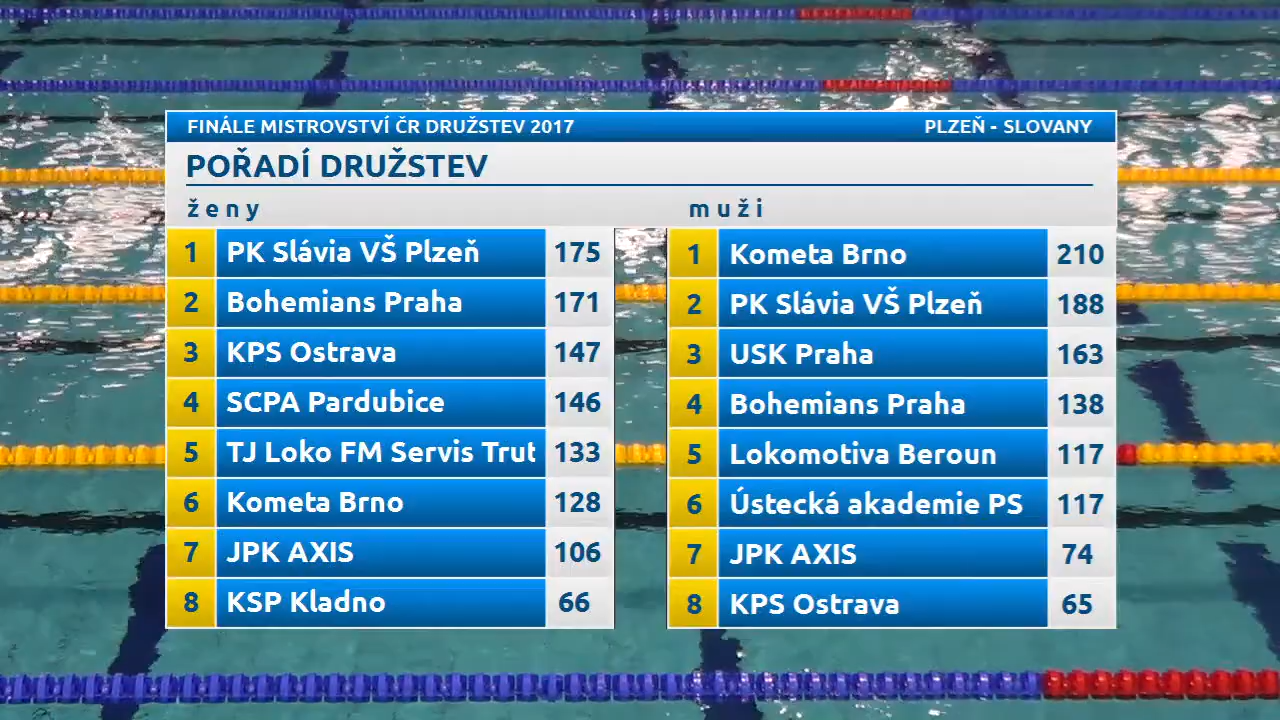 FINÁLE MISTROVSTVÍ ČR DRUŽSTEV 2017 PLZEŇ - SLOVANY
POŘADÍ DRUŽSTEV
ženy muži
1 PK Slávia VŠ Plzeň 175
2 Bohemians Praha 171
3 KPS Ostrava 147
4 SCPA Pardubice 146
5 TJ Loko FM Servis Trut 133
6 Kometa Brno 128
7 JPK AXIS 106
8 KSP Kladno 66
1 Kometa Brno 210
2 PK Slávia VŠ Plzeň 188
3 USK Praha 163
4 Bohemians Praha 138
5 Lokomotiva Beroun 117
6 Ústecká akademie PS 117
7 JPK AXIS 74
8 KPS Ostrava 65